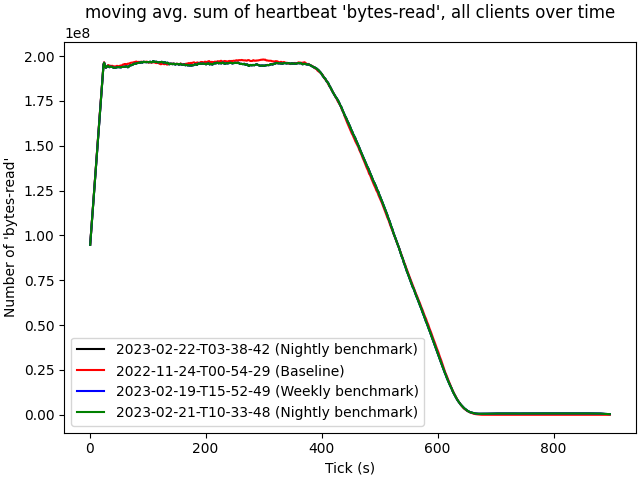 moving avg. sum of heartbeat 'bytes-read', all clients over time
1e8
2.00
1.75
1.50
1.25
1.00
0.75
0.50
0.25
0.00
Number of 'bytes-read'
2023-02-22-T03-38-42 (Nightly benchmark)
2022-11-24-T00-54-29 (Baseline)
2023-02-19-T15-52-49 (Weekly benchmark)
2023-02-21-T10-33-48 (Nightly benchmark)
0 200 400 600 800
Tick (s)